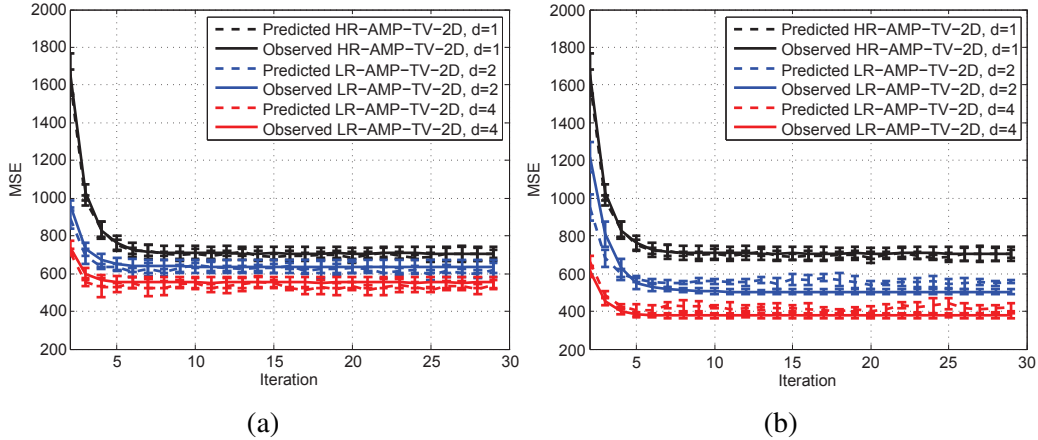 2000
1800
1600
1400
1200
1000
800
600
400
200
MSE
5
10
15
20
25
30
Iteration
Predicted HR−AMP−TV−2D, d=1
Observed HR−AMP−TV−2D, d=1
Predicted LR−AMP−TV−2D, d=2
Observed LR−AMP−TV−2D, d=2
Predicted LR−AMP−TV−2D, d=4
Observed LR−AMP−TV−2D, d=4
(a)
2000
1800
1600
1400
1200
1000
800
600
400
200
MSE
5
10
15
20
25
30
Iteration
Predicted HR−AMP−TV−2D, d=1
Observed HR−AMP−TV−2D, d=1
Predicted LR−AMP−TV−2D, d=2
Observed LR−AMP−TV−2D, d=2
Predicted LR−AMP−TV−2D, d=4
Observed LR−AMP−TV−2D, d=4
(b)